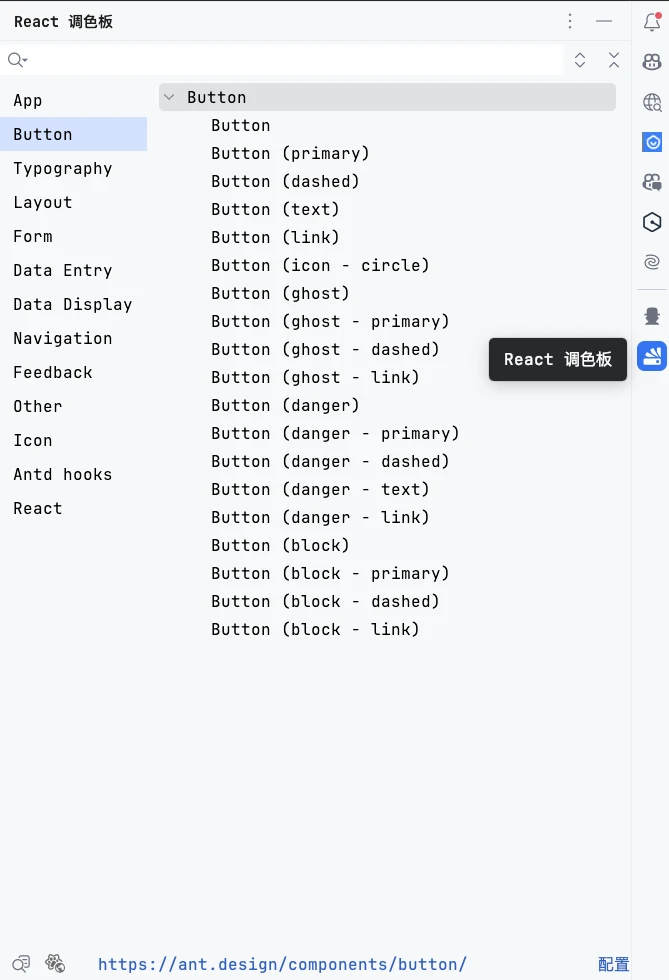 React 调色板
App
Button
Typography
Layout
Form
Data Entry
Data Display
Navigation
Feedback
Other
Icon
Antd hooks
React
Button
Button
Button (primary)
Button (dashed)
Button (text)
Button (link)
Button (icon - circle)
Button (ghost)
Button (ghost - primary)
Button (ghost - dashed)
Button (ghost - link)
Button (danger)
Button (danger - primary)
Button (danger - dashed)
Button (danger - text)
Button (danger - link)
Button (block)
Button (block - primary)
Button (block - dashed)
Button (block - link)
React 调色板
https://ant.design/components/button/
配置